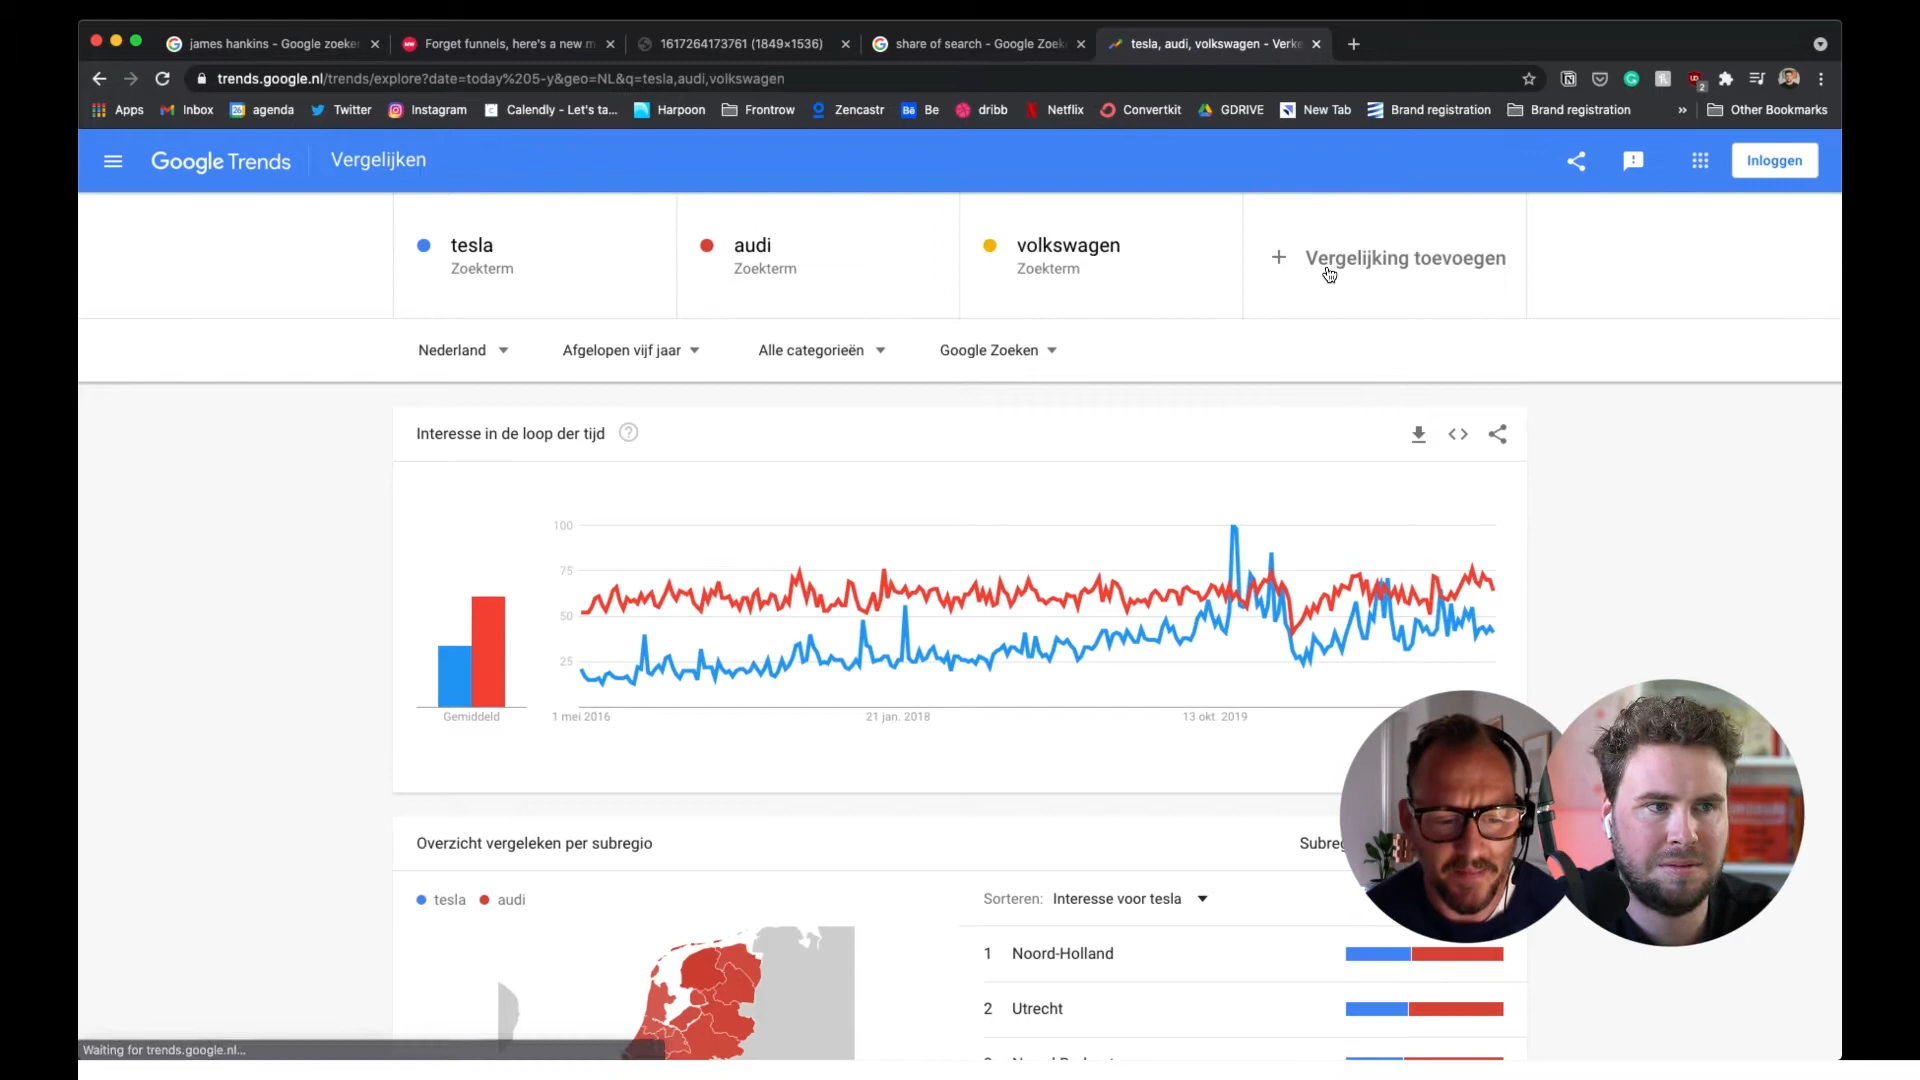 james hankins - Google zoeke
Forget funnels, here's a new m
1617264173761 (1849×1536)
share of search - Google Zoek
tesla, audi, volkswagen - Verke
trends.google.nl/trends/explore?date=today%205-y&geo=NL&q=tesla,audi,volkswagen
Apps
Inbox
agenda
Twitter
Instagram
Calendly - Let's ta...
Harpoon
Frontrow
Zencastr
Be
dribb
Netflix
Convertkit
GDRIVE
New Tab
Brand registration
Brand registration
»
Other Bookmarks
Google Trends
Vergelijken
Inloggen
tesla
Zoekterm
audi
Zoekterm
volkswagen
Zoekterm
+ Vergelijking toevoegen
Nederland
Afgelopen vijf jaar
Alle categorieën
Google Zoeken
Interesse in de loop der tijd
100
75
50
25
Gemiddeld
1 mei 2016
21 jan. 2018
13 okt. 2019
Overzicht vergeleken per subregio
Subreg
tesla
audi
Sorteren: Interesse voor tesla
1 Noord-Holland
2 Utrecht
Waiting for trends.google.nl...